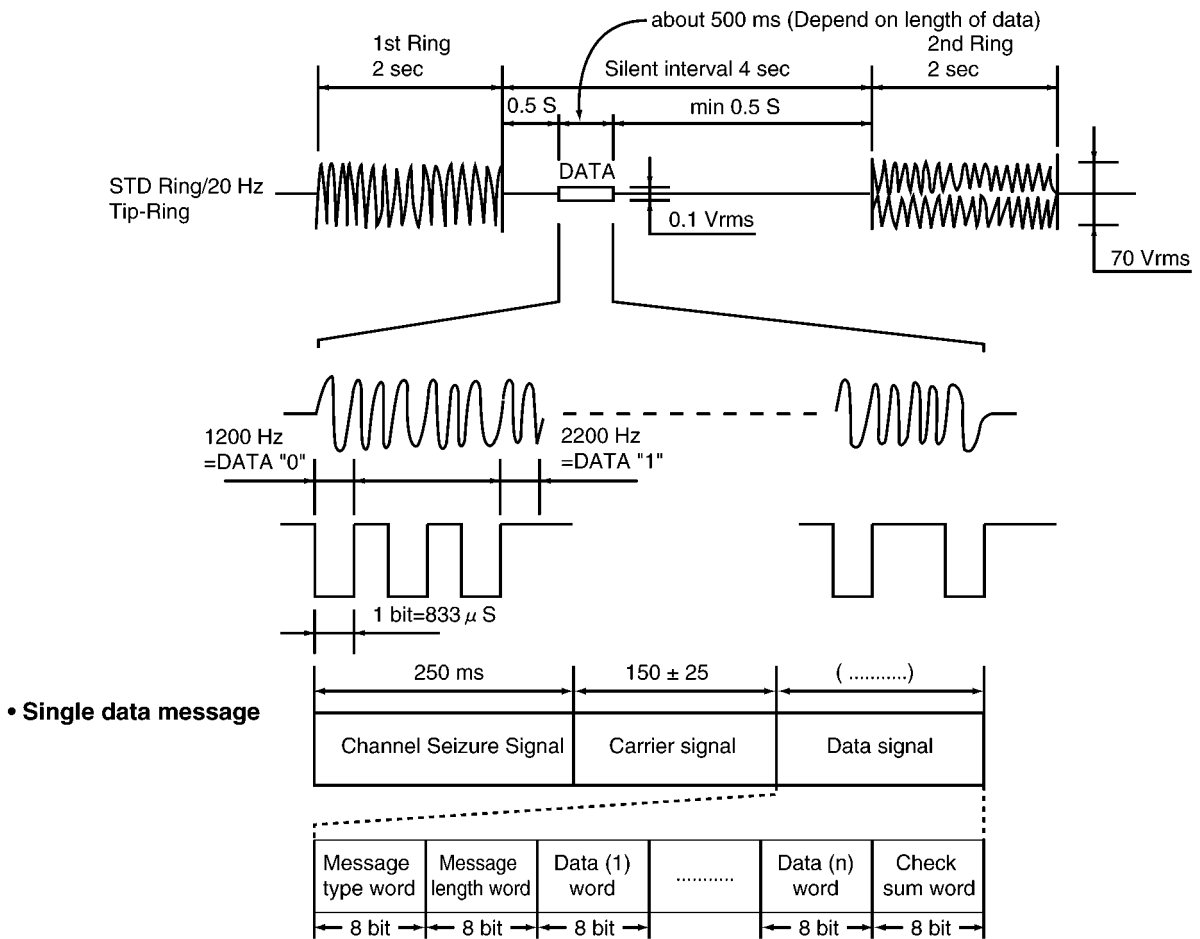 about 500 ms (Depend on length of data)
1st Ring
2 sec
Silent interval 4 sec
2nd Ring
2 sec
0.5 S
min 0.5 S
DATA
STD Ring/20 Hz
Tip-Ring
0.1 Vrms
70 Vrms
1200 Hz
=DATA "0"
2200 Hz
=DATA "1"
1 bit=833 μ S
250 ms
150 ± 25
( ...........)
• Single data message
Channel Seizure Signal
Carrier signal
Data signal
Message
type word
Message
length word
Data (1)
word
...........
Data (n)
word
Check
sum word
8 bit
8 bit
8 bit
8 bit
8 bit